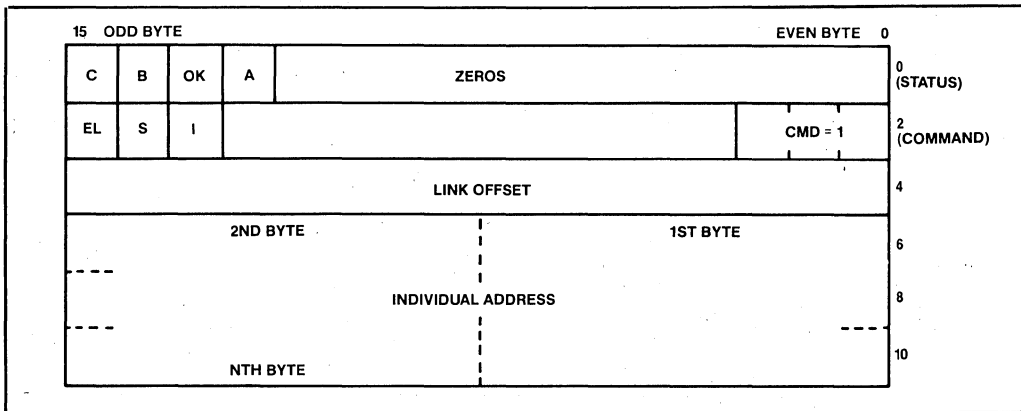 15 ODD BYTE EVEN BYTE 0
C B OK A ZEROS 0
(STATUS)
EL S I CMD = 1 2
(COMMAND)
LINK OFFSET 4
2ND BYTE 1ST BYTE 6
INDIVIDUAL ADDRESS 8
NTH BYTE 10